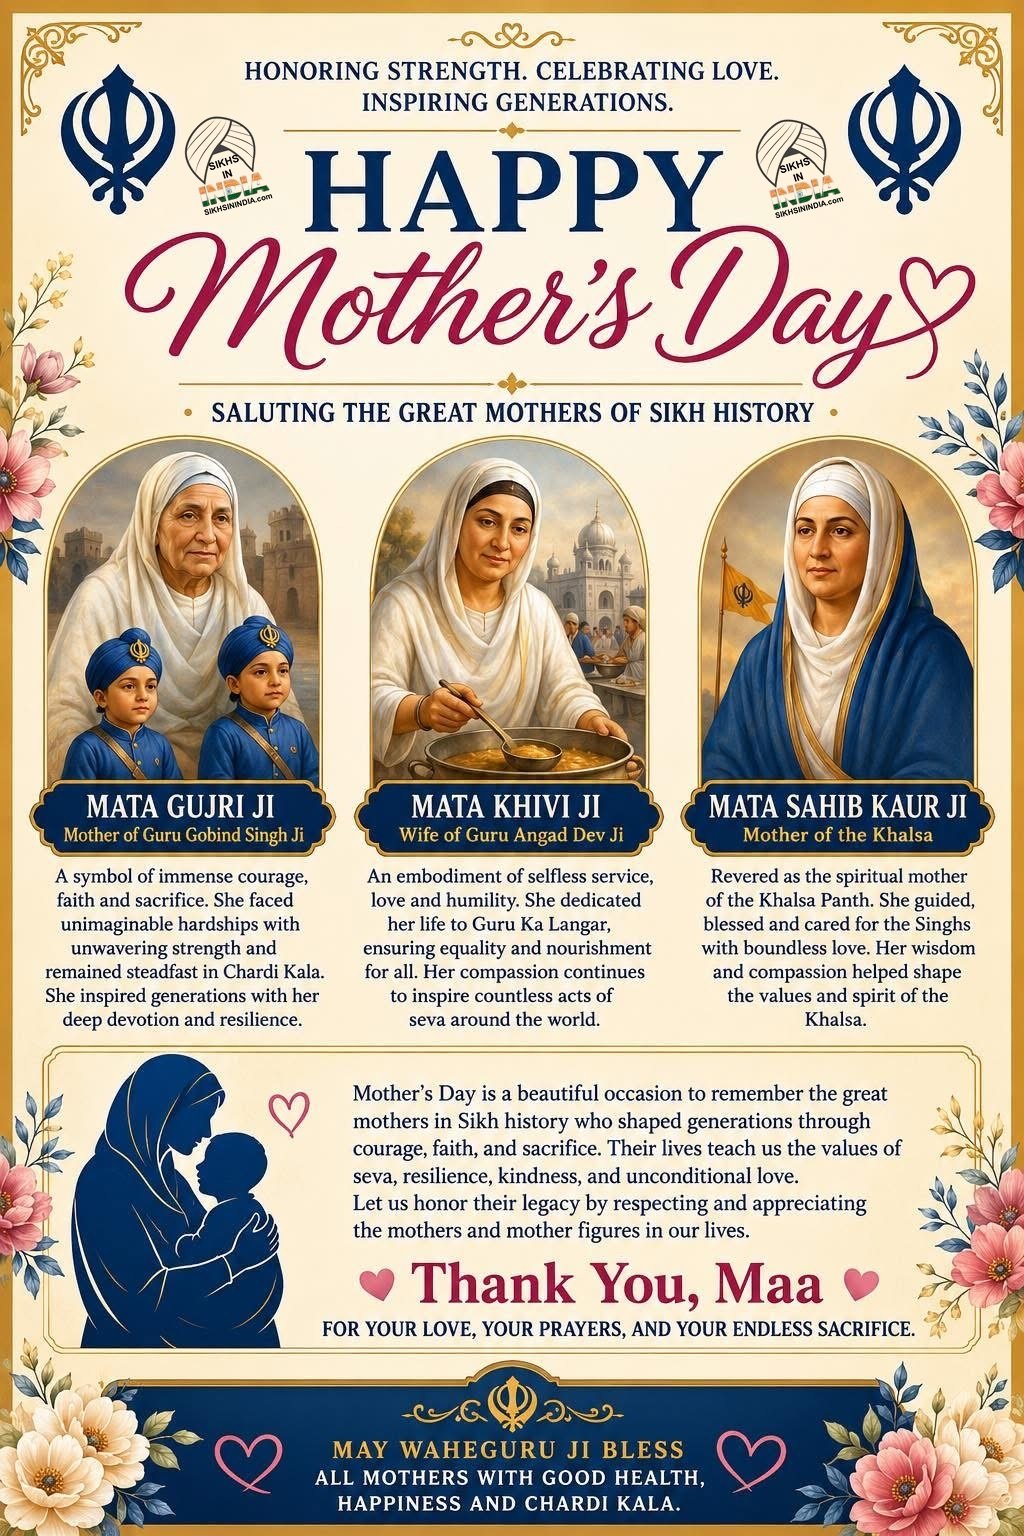 HONORING STRENGTH. CELEBRATING LOVE.
INSPIRING GENERATIONS.
SIKHS
IN
INDIA
SIKHSININDIA.com
SIKHS
IN
INDIA
SIKHSININDIA.com
HAPPY
Mother's Day
• SALUTING THE GREAT MOTHERS OF SIKH HISTORY •
MATA GUJRI JI
Mother of Guru Gobind Singh Ji
A symbol of immense courage,
faith and sacrifice. She faced
unimaginable hardships with
unwavering strength and
remained steadfast in Chardi Kala.
She inspired generations with her
deep devotion and resilience.
MATA KHIVI JI
Wife of Guru Angad Dev Ji
An embodiment of selfless service,
love and humility. She dedicated
her life to Guru Ka Langar,
ensuring equality and nourishment
for all. Her compassion continues
to inspire countless acts of
seva around the world.
MATA SAHIB KAUR JI
Mother of the Khalsa
Revered as the spiritual mother
of the Khalsa Panth. She guided,
blessed and cared for the Singhs
with boundless love. Her wisdom
and compassion helped shape
the values and spirit of the
Khalsa.
Mother's Day is a beautiful occasion to remember the great
mothers in Sikh history who shaped generations through
courage, faith, and sacrifice. Their lives teach us the values of
seva, resilience, kindness, and unconditional love.
Let us honor their legacy by respecting and appreciating
the mothers and mother figures in our lives.
Thank You, Maa
FOR YOUR LOVE, YOUR PRAYERS, AND YOUR ENDLESS SACRIFICE.
MAY WAHEGURU JI BLESS
ALL MOTHERS WITH GOOD HEALTH,
HAPPINESS AND CHARDI KALA.